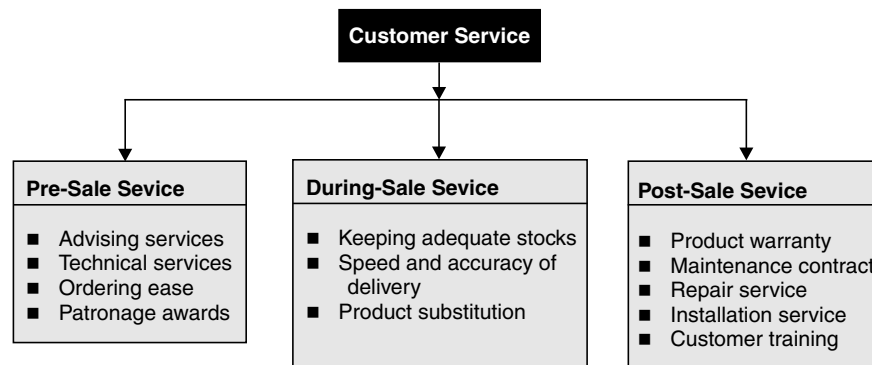 Customer Service
Pre-Sale Sevice
■ Advising services
■ Technical services
■ Ordering ease
■ Patronage awards
During-Sale Sevice
■ Keeping adequate stocks
■ Speed and accuracy of
delivery
■ Product substitution
Post-Sale Sevice
■ Product warranty
■ Maintenance contract
■ Repair service
■ Installation service
■ Customer training